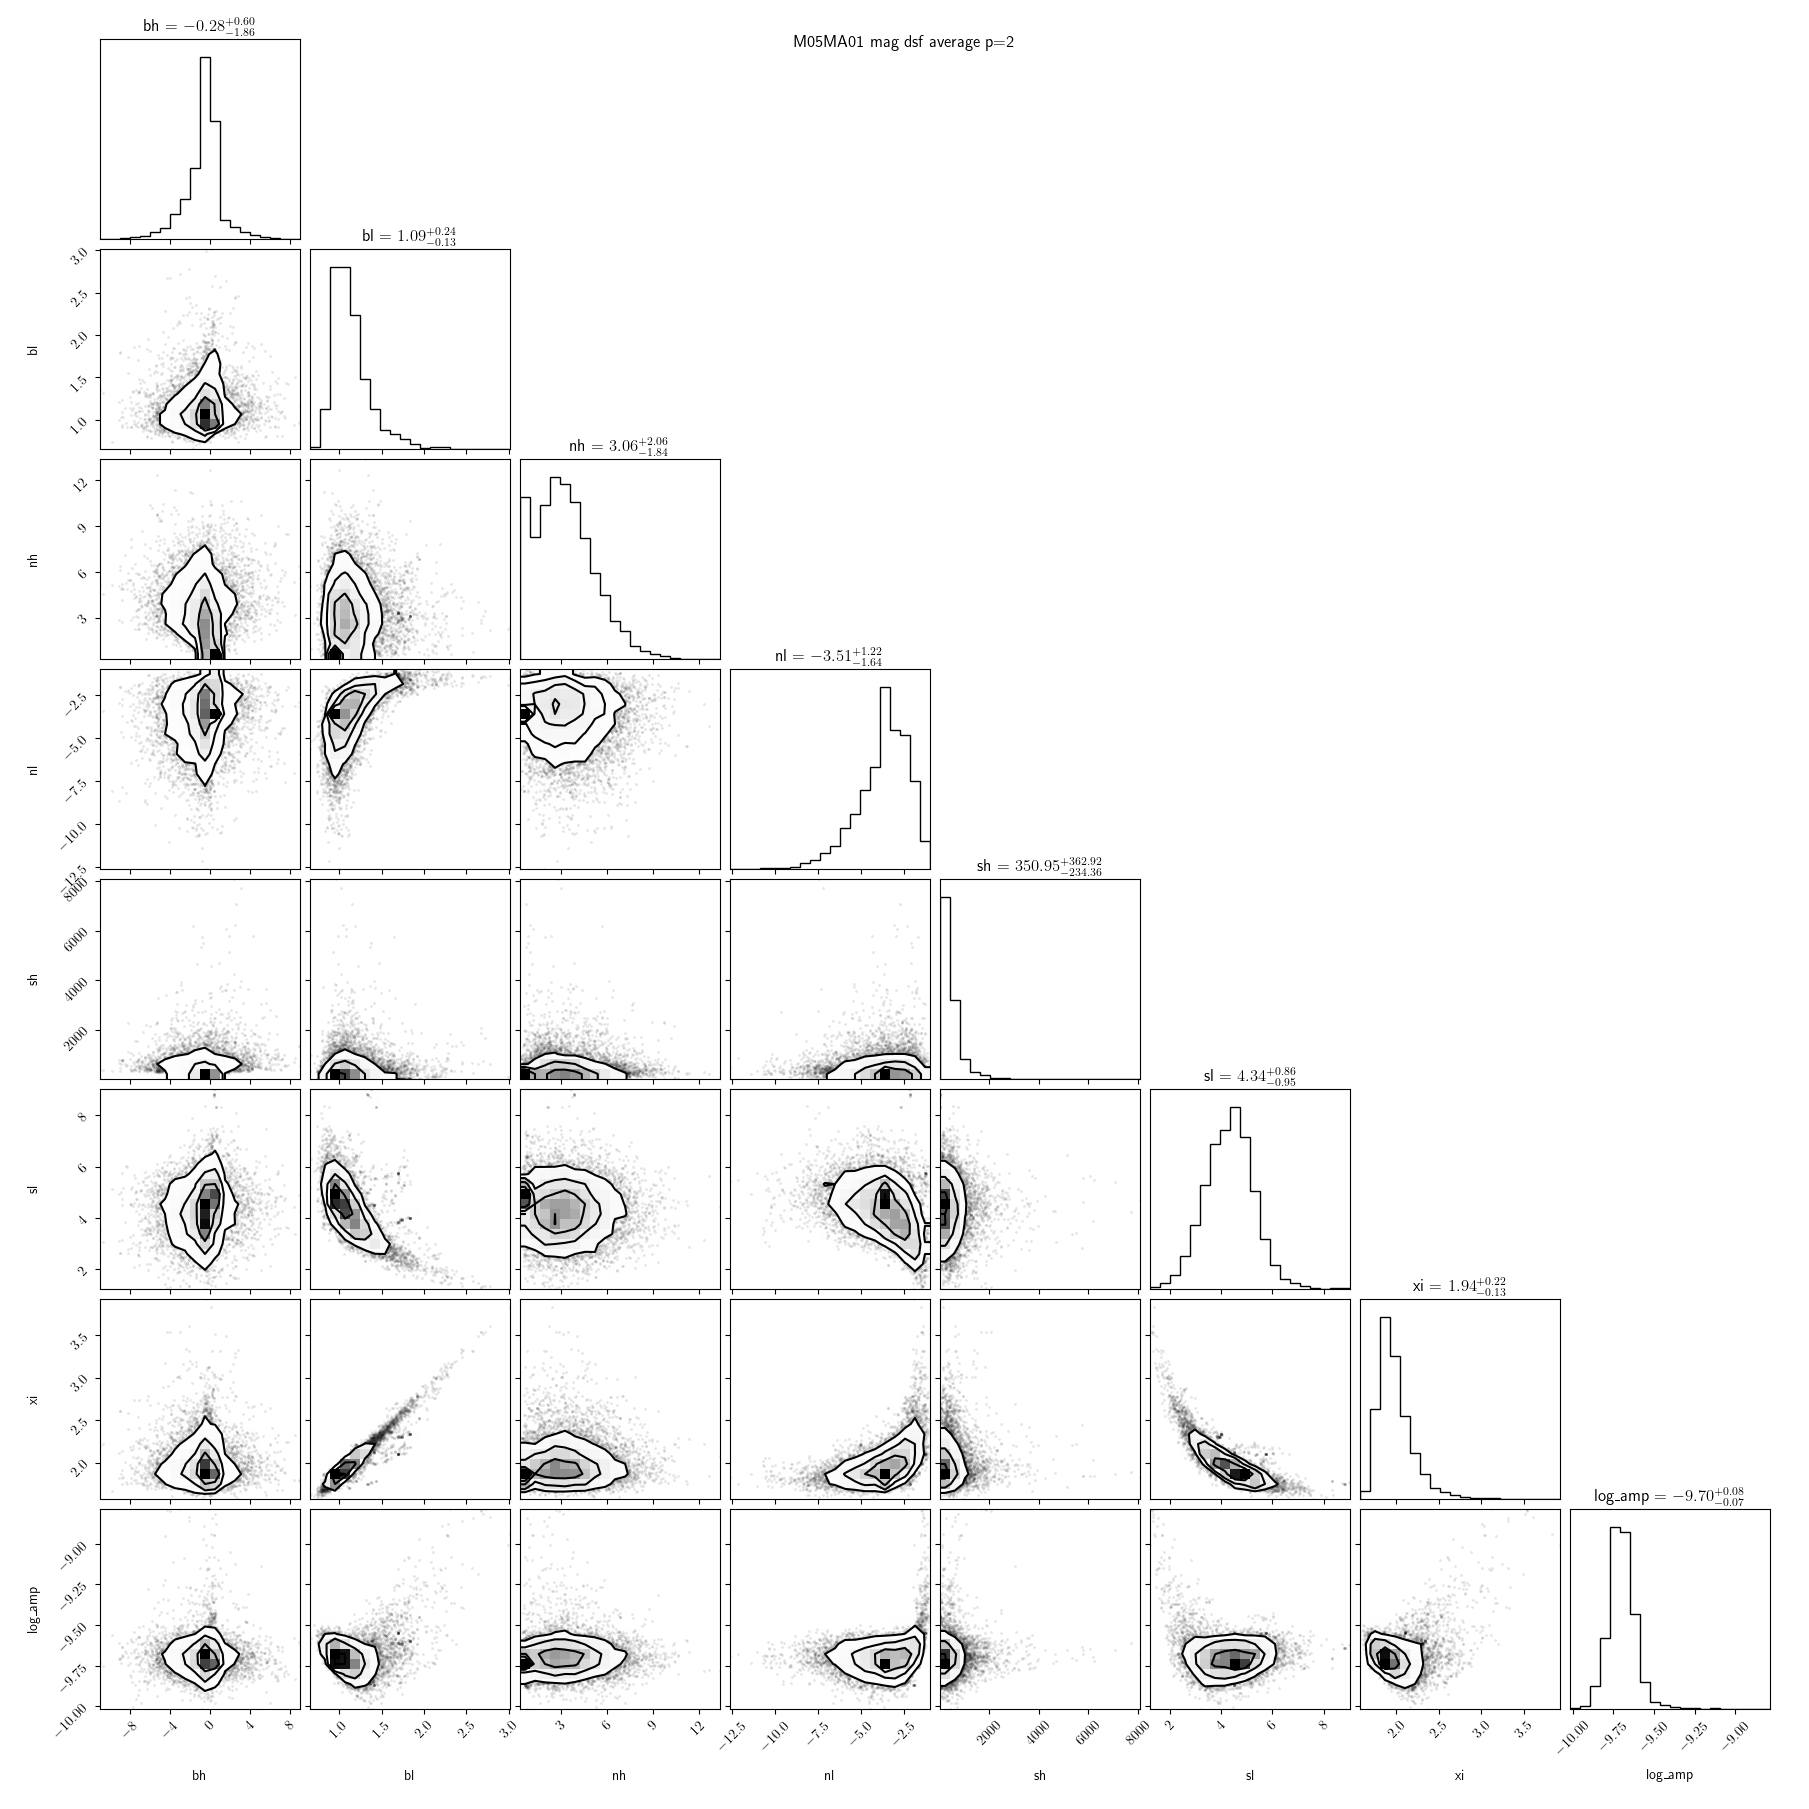 bh = −0.28+0.60−1.86
M05MA01 mag dsf average p=2
bl = 1.09+0.24−0.13
nh = 3.06+2.06−1.84
nl = −3.51+1.22−1.64
sh = 350.95+362.92−234.36
sl = 4.34+0.86−0.95
xi = 1.94+0.22−0.13
log_amp = −9.70+0.08−0.07
bl
3.0
2.5
2.0
1.5
1.0
nh
12
9
6
3
nl
−2.5
−5.0
−7.5
−10.0
−12.5
sh
8000
6000
4000
2000
sl
8
6
4
2
xi
3.5
3.0
2.5
2.0
log_amp
−9.00
−9.25
−9.50
−9.75
−10.00
−8 −4 0 4 8
1.0 1.5 2.0 2.5 3.0
3 6 9 12
−12.5 −10.0 −7.5 −5.0 −2.5
2000 4000 6000 8000
2 4 6 8
2.0 2.5 3.0 3.5
−10.00 −9.75 −9.50 −9.25 −9.00
bh bl nh nl sh sl xi log_amp